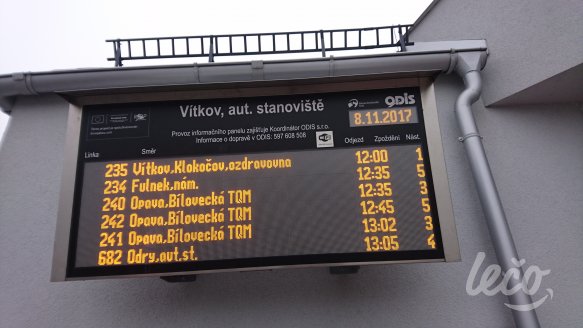 Vítkov, aut. stanoviště
ODIS
Provoz informačního panelu zajišťuje Koordinátor ODIS s.r.o.
Informace o dopravě v ODIS: 597 608 508
8.11.2017
Linka Směr Odjezd Zpoždění Nást.
235 Vítkov,Klokočov,ozdravovna 12:00 1
234 Fulnek,nám. 12:35 5
240 Opava,Bílovecká TQM 12:35 3
242 Opava,Bílovecká TQM 12:45 5
241 Opava,Bílovecká TQM 13:02 3
682 Odry,aut.st. 13:05 4
lečo